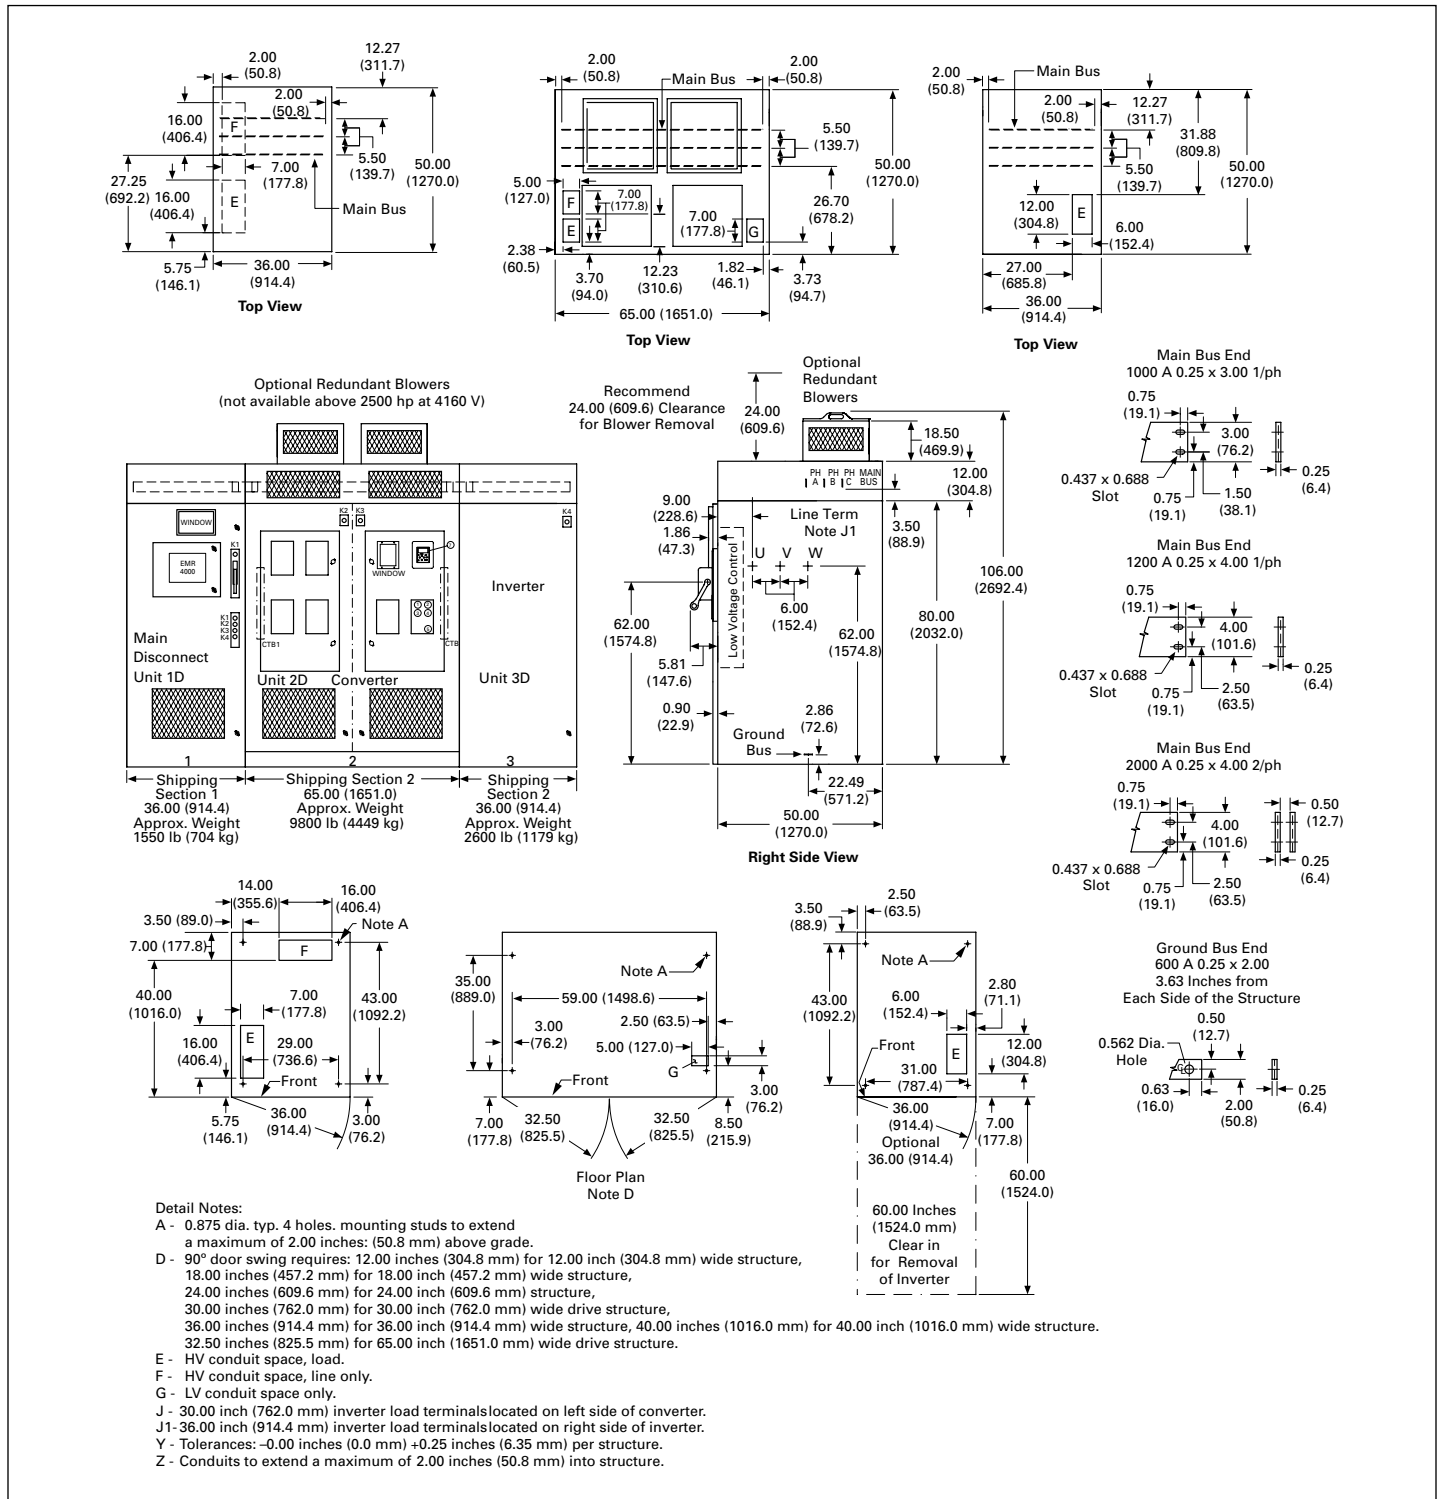 2.00
(50.8)
12.27
(311.7)
2.00
(50.8)
16.00
(406.4)
F
5.50
(139.7)
50.00
(1270.0)
7.00
(177.8)
27.25
(692.2)
16.00
(406.4)
E
Main Bus
5.75
(146.1)
36.00
(914.4)
Top View
2.00
(50.8)
Main Bus
2.00
(50.8)
5.50
(139.7)
50.00
(1270.0)
5.00
(127.0)
F
7.00
(177.8)
E
7.00
(177.8)
G
26.70
(678.2)
2.38
(60.5)
3.70
(94.0)
12.23
(310.6)
1.82
(46.1)
3.73
(94.7)
65.00 (1651.0)
Top View
2.00
(50.8)
Main Bus
2.00
(50.8)
12.27
(311.7)
31.88
(809.8)
5.50
(139.7)
50.00
(1270.0)
12.00
(304.8)
E
6.00
(152.4)
27.00
(685.8)
36.00
(914.4)
Top View
Optional Redundant Blowers
(not available above 2500 hp at 4160 V)
WINDOW
EMR
4000
K1
K1
K2
K3
K4
Main
Disconnect
Unit 1D
K2
K3
WINDOW
CTB1
CTB
Unit 2D
Converter
K4
Inverter
Unit 3D
1
2
3
Shipping
Section 1
36.00 (914.4)
Approx. Weight
1550 lb (704 kg)
Shipping Section 2
65.00 (1651.0)
Approx. Weight
9800 lb (4449 kg)
Shipping
Section 2
36.00 (914.4)
Approx. Weight
2600 lb (1179 kg)
Recommend
24.00 (609.6) Clearance
for Blower Removal
24.00
(609.6)
Optional
Redundant
Blowers
18.50
(469.9)
PH PH PH MAIN
A B C BUS
12.00
(304.8)
9.00
(228.6)
1.86
(47.3)
Line Term
Note J1
3.50
(88.9)
U V W
Low Voltage Control
6.00
(152.4)
106.00
(2692.4)
80.00
(2032.0)
62.00
(1574.8)
62.00
(1574.8)
5.81
(147.6)
0.90
(22.9)
2.86
(72.6)
Ground
Bus
22.49
(571.2)
50.00
(1270.0)
Right Side View
Main Bus End
1000 A 0.25 x 3.00 1/ph
0.75
(19.1)
3.00
(76.2)
0.437 x 0.688
Slot
0.75
(19.1)
1.50
(38.1)
0.25
(6.4)
Main Bus End
1200 A 0.25 x 4.00 1/ph
0.75
(19.1)
4.00
(101.6)
0.437 x 0.688
Slot
0.75
(19.1)
2.50
(63.5)
0.25
(6.4)
Main Bus End
2000 A 0.25 x 4.00 2/ph
0.75
(19.1)
0.50
(12.7)
4.00
(101.6)
0.437 x 0.688
Slot
0.75
(19.1)
2.50
(63.5)
0.25
(6.4)
Ground Bus End
600 A 0.25 x 2.00
3.63 Inches from
Each Side of the Structure
0.50
(12.7)
0.562 Dia.
Hole
0.63
(16.0)
2.00
(50.8)
0.25
(6.4)
14.00
(355.6)
16.00
(406.4)
3.50 (89.0)
Note A
7.00 (177.8)
F
40.00
(1016.0)
7.00
(177.8)
43.00
(1092.2)
16.00
(406.4)
E
29.00
(736.6)
Front
5.75
(146.1)
36.00
(914.4)
3.00
(76.2)
35.00
(889.0)
Note A
59.00 (1498.6)
3.00
(76.2)
2.50 (63.5)
5.00 (127.0)
G
Front
3.00
(76.2)
7.00
(177.8)
32.50
(825.5)
32.50
(825.5)
8.50
(215.9)
Floor Plan
Note D
2.50
(63.5)
3.50
(88.9)
Note A
43.00
(1092.2)
6.00
(152.4)
2.80
(71.1)
Front
E
12.00
(304.8)
31.00
(787.4)
36.00
(914.4)
Optional
36.00 (914.4)
7.00
(177.8)
60.00
(1524.0)
60.00 Inches
(1524.0 mm)
Clear in
for Removal
of Inverter
Detail Notes:
A - 0.875 dia. typ. 4 holes. mounting studs to extend
a maximum of 2.00 inches: (50.8 mm) above grade.
D - 90º door swing requires: 12.00 inches (304.8 mm) for 12.00 inch (304.8 mm) wide structure,
18.00 inches (457.2 mm) for 18.00 inch (457.2 mm) wide structure,
24.00 inches (609.6 mm) for 24.00 inch (609.6 mm) structure,
30.00 inches (762.0 mm) for 30.00 inch (762.0 mm) wide drive structure,
36.00 inches (914.4 mm) for 36.00 inch (914.4 mm) wide structure, 40.00 inches (1016.0 mm) for 40.00 inch (1016.0 mm) wide structure.
32.50 inches (825.5 mm) for 65.00 inch (1651.0 mm) wide drive structure.
E - HV conduit space, load.
F - HV conduit space, line only.
G - LV conduit space only.
J - 30.00 inch (762.0 mm) inverter load terminals located on left side of converter.
J1- 36.00 inch (914.4 mm) inverter load terminals located on right side of inverter.
Y - Tolerances: –0.00 inches (0.0 mm) +0.25 inches (6.35 mm) per structure.
Z - Conduits to extend a maximum of 2.00 inches (50.8 mm) into structure.